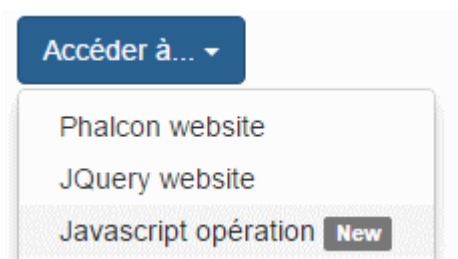 Accéder à...
Phalcon website
JQuery website
Javascript opération New